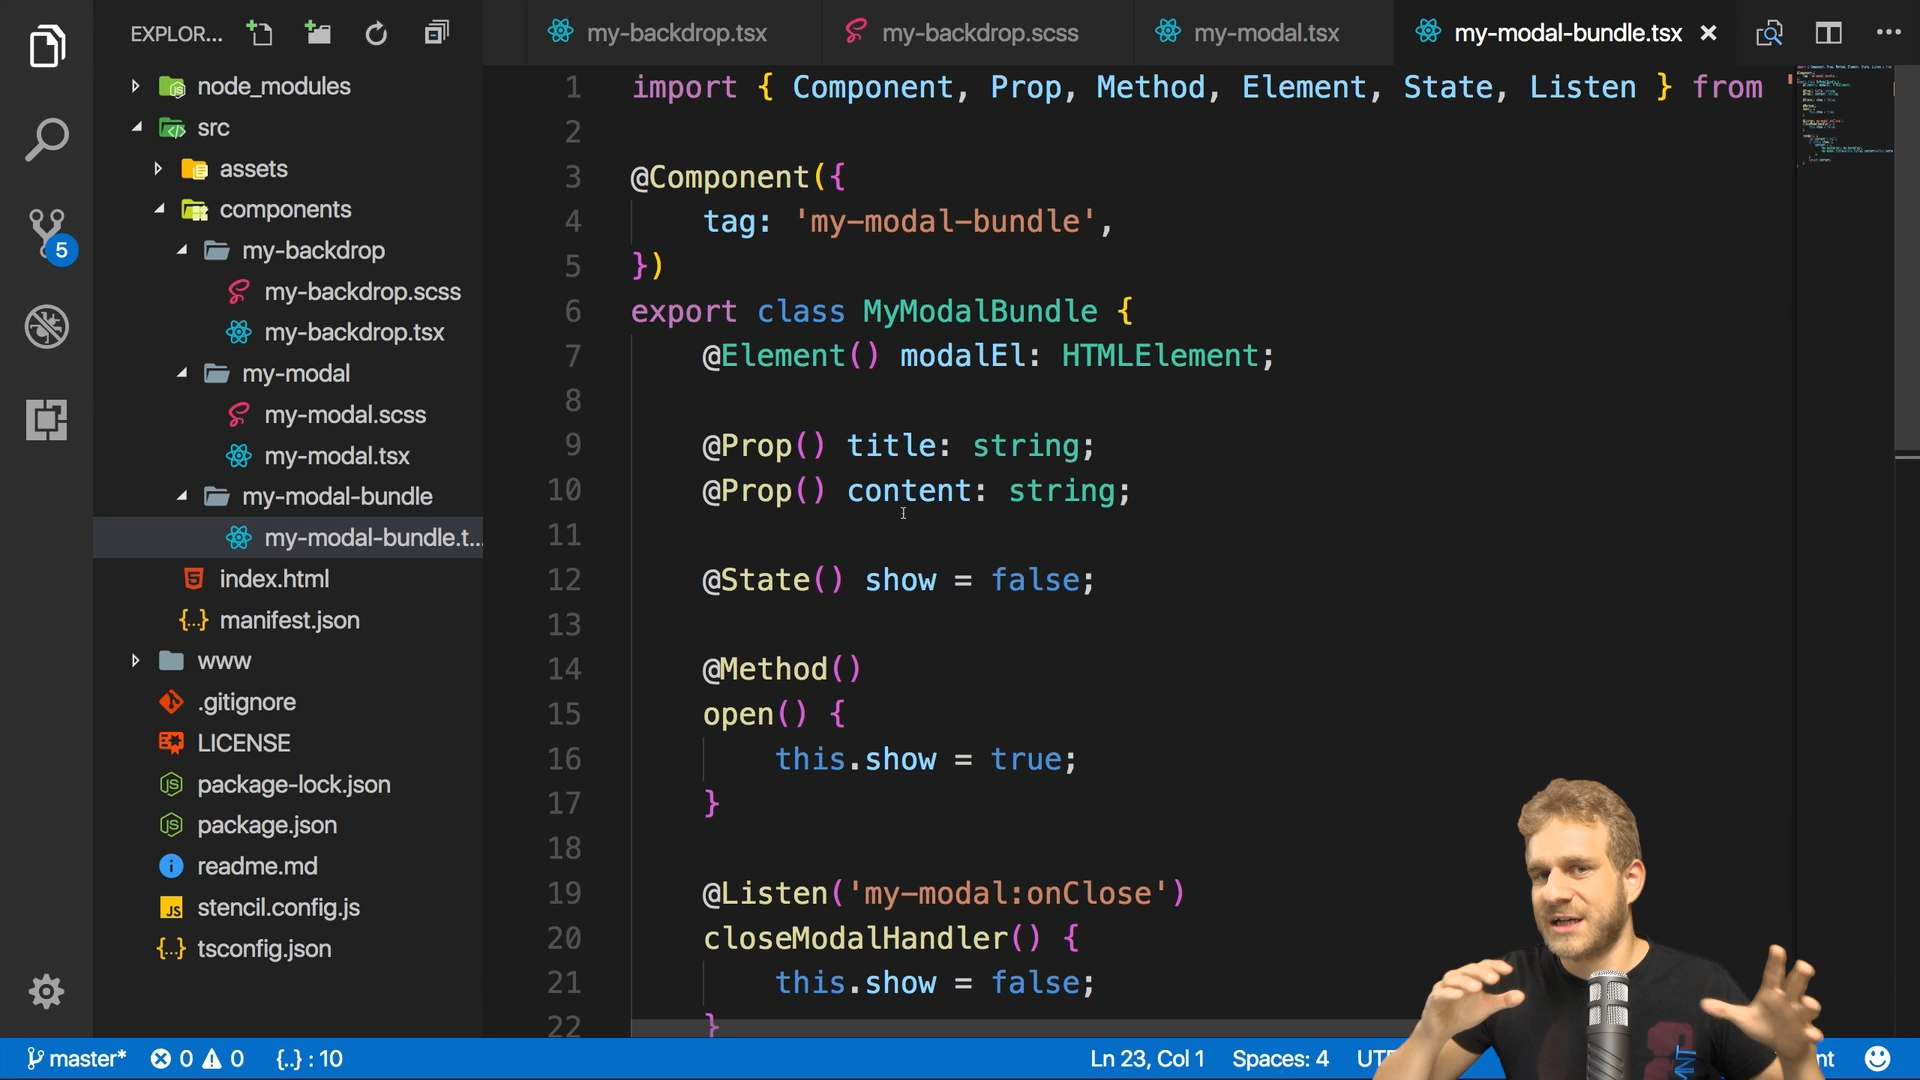 EXPLOR...
my-backdrop.tsx
my-backdrop.scss
my-modal.tsx
my-modal-bundle.tsx
node_modules
src
assets
components
my-backdrop
my-backdrop.scss
my-backdrop.tsx
my-modal
my-modal.scss
my-modal.tsx
my-modal-bundle
my-modal-bundle.t...
index.html
manifest.json
www
.gitignore
LICENSE
package-lock.json
package.json
readme.md
stencil.config.js
tsconfig.json
5
1 import { Component, Prop, Method, Element, State, Listen } from '
2
3 @Component({
4 tag: 'my-modal-bundle',
5 })
6 export class MyModalBundle {
7 @Element() modalEl: HTMLElement;
8
9 @Prop() title: string;
10 @Prop() content: string;
11
12 @State() show = false;
13
14 @Method()
15 open() {
16 this.show = true;
17 }
18
19 @Listen('my-modal:onClose')
20 closeModalHandler() {
21 this.show = false;
22 }
master* 0 0 {..} : 10
Ln 23, Col 1 Spaces: 4